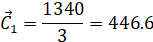 C⃗₁ = 1340/3 = 446.6